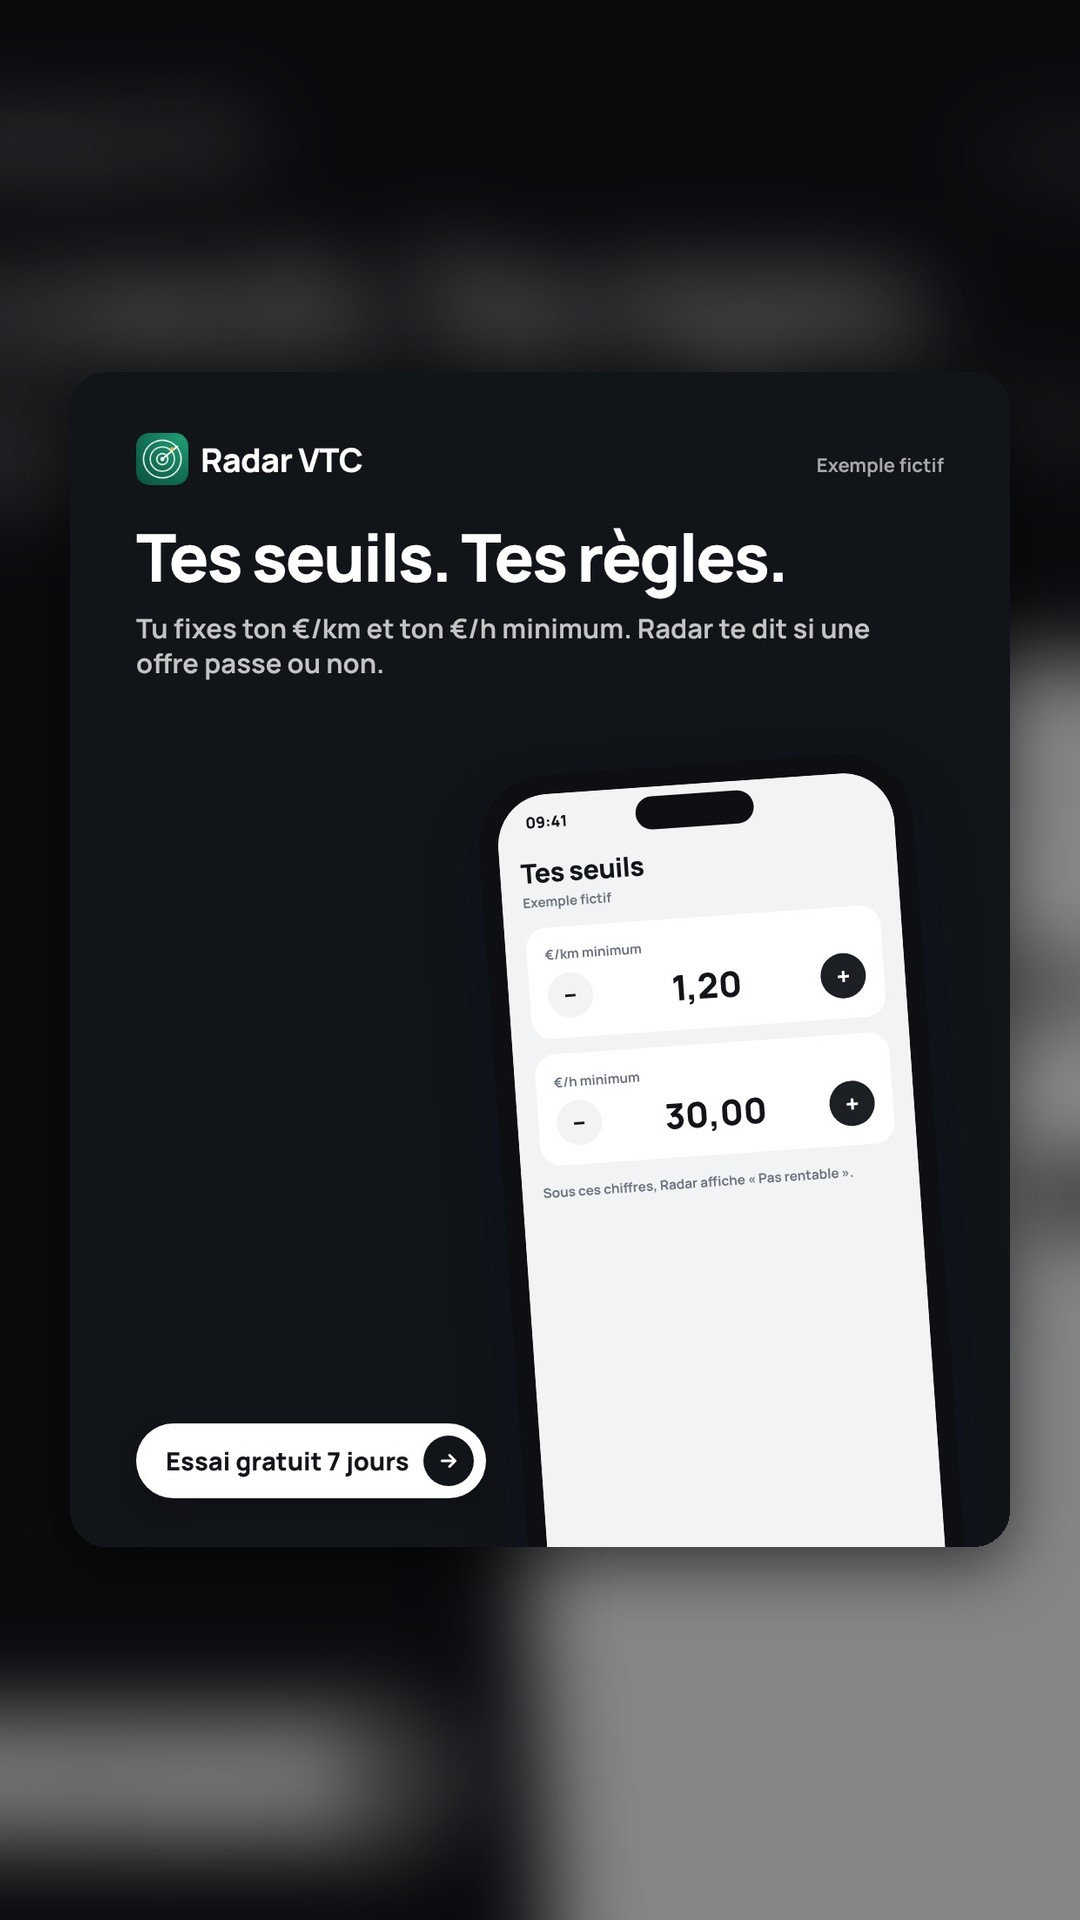 Radar VTC
Exemple fictif
Tes seuils. Tes règles.
Tu fixes ton €/km et ton €/h minimum. Radar te dit si une
offre passe ou non.
09:41
Tes seuils
Exemple fictif
€/km minimum
– 1,20 +
€/h minimum
– 30,00 +
Sous ces chiffres, Radar affiche « Pas rentable ».
Essai gratuit 7 jours →